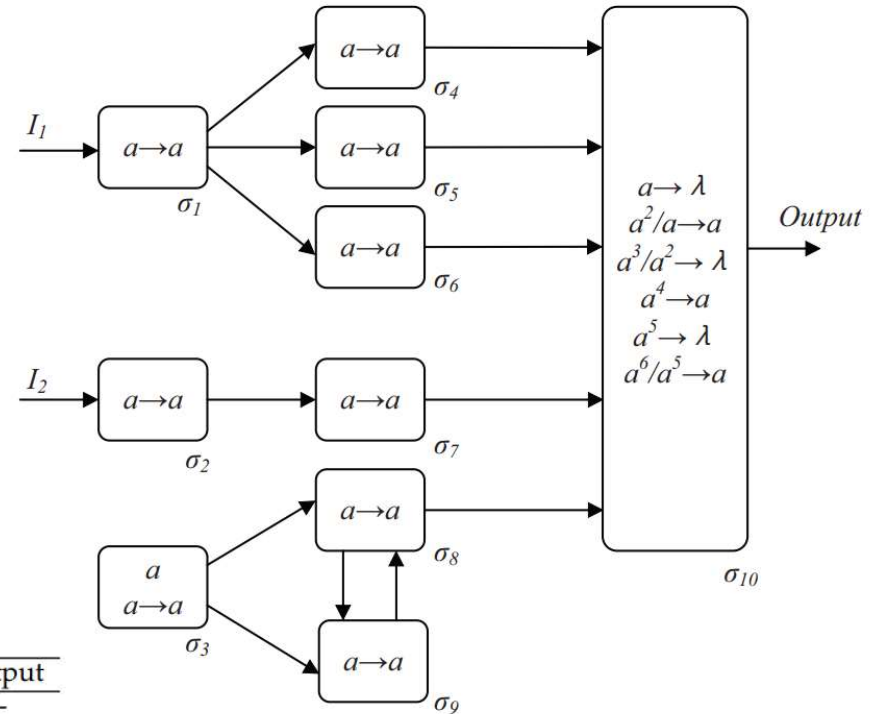 I₁
a→a
σ₁
a→a
σ₄
a→a
σ₅
a→a
σ₆
I₂
a→a
σ₂
a→a
σ₇
a
a→a
σ₃
a→a
σ₈
a→a
σ₉
a→ λ
a²/a→a
a³/a²→ λ
a⁴→a
a⁵→ λ
a⁶/a⁵→a
σ₁₀
Output